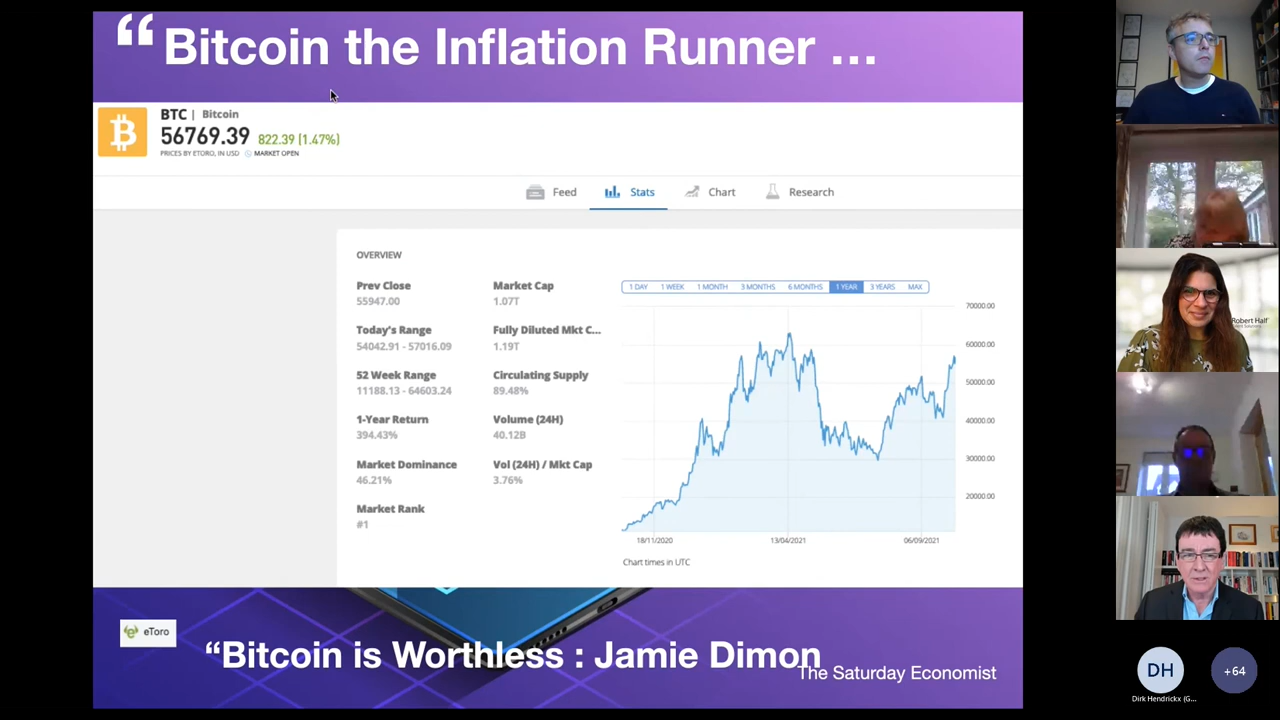 “Bitcoin the Inflation Runner ...
BTC | Bitcoin
56769.39 822.39 (1.47%)
PRICES BY ETORO, IN USD MARKET OPEN
Feed Stats Chart Research
OVERVIEW
Prev Close
55947.00
Market Cap
1.07T
Today's Range
54042.91 - 57016.09
Fully Diluted Mkt C...
1.19T
52 Week Range
11188.13 - 64603.24
Circulating Supply
89.48%
1-Year Return
394.43%
Volume (24H)
40.12B
Market Dominance
46.21%
Vol (24H) / Mkt Cap
3.76%
Market Rank
#1
1 DAY 1 WEEK 1 MONTH 3 MONTHS 6 MONTHS 1 YEAR 3 YEARS MAX
70000.00
60000.00
50000.00
40000.00
30000.00
20000.00
18/11/2020 13/04/2021 06/09/2021
Chart times in UTC
eToro
“Bitcoin is Worthless : Jamie Dimon
The Saturday Economist
Robert Half
DH
Dirk Hendrickx (G...
+64